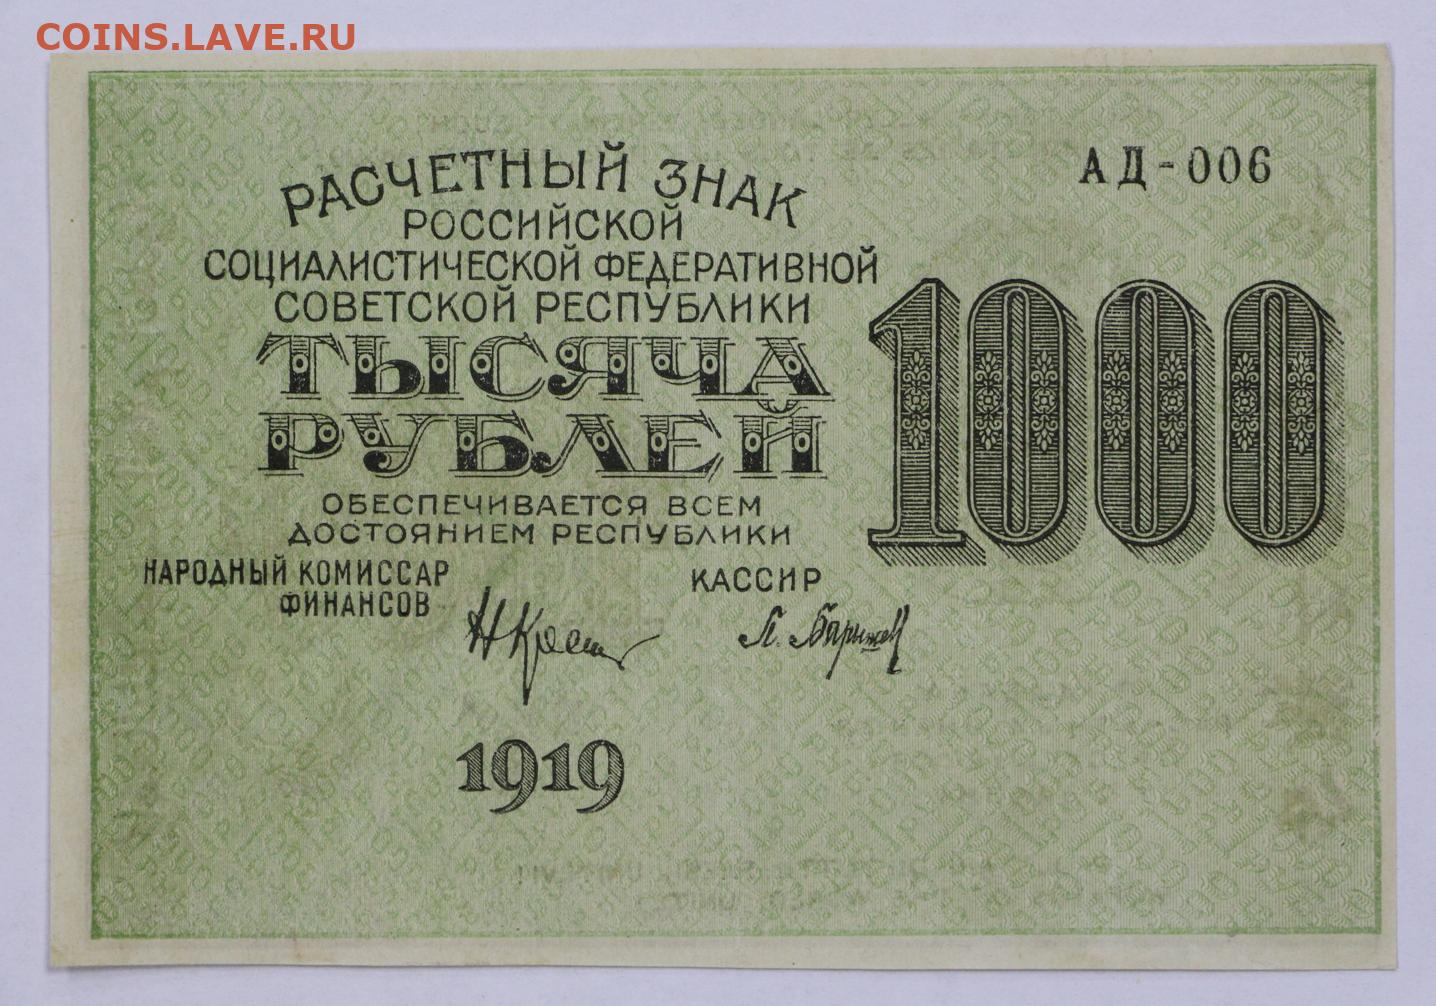 COINS.LAVE.RU
АД-006
РАСЧЕТНЫЙ ЗНАК
РОССИЙСКОЙ
СОЦИАЛИСТИЧЕСКОЙ ФЕДЕРАТИВНОЙ
СОВЕТСКОЙ РЕСПУБЛИКИ
ТЫСЯЧА
РУБЛЕЙ
1000
ОБЕСПЕЧИВАЕТСЯ ВСЕМ
ДОСТОЯНИЕМ РЕСПУБЛИКИ
НАРОДНЫЙ КОМИССАР
ФИНАНСОВ
КАССИР
1919